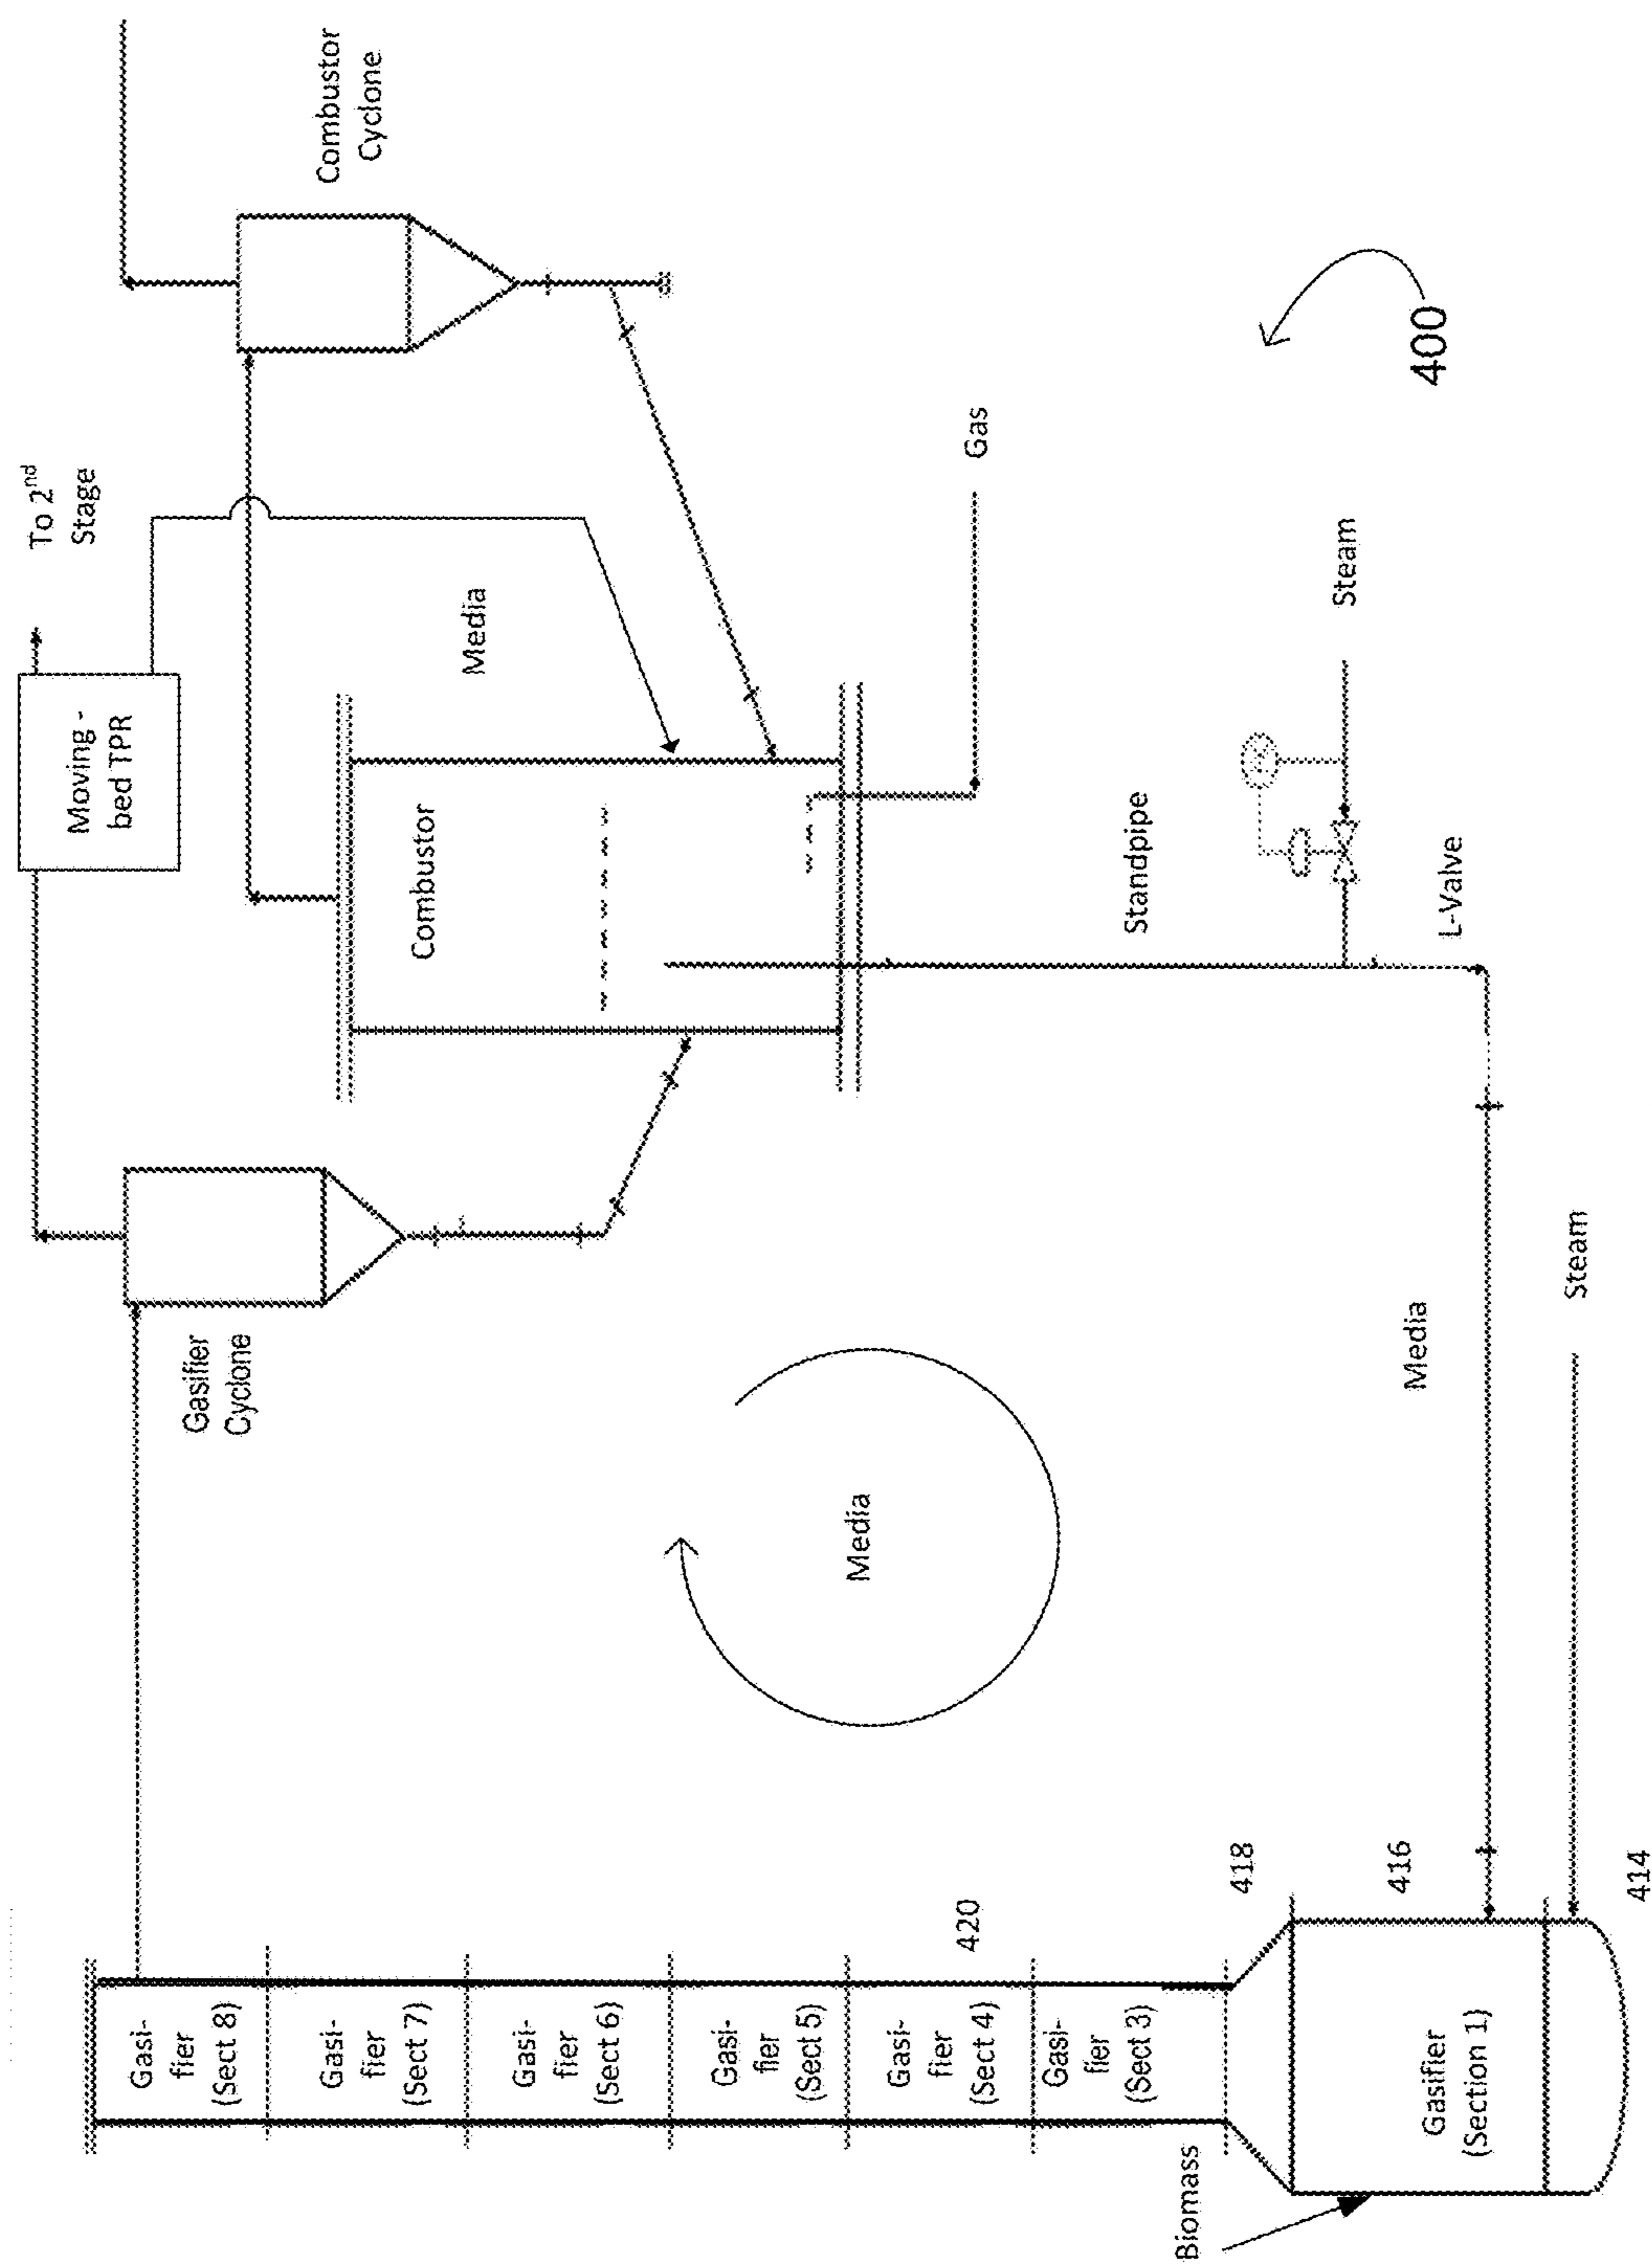 To 2nd
Stage
Moving -
bed TPR
Combustor
Cyclone
Gasifier
Cyclone
Combustor
Media
Gas
Standpipe
Steam
L-Valve
400
Media
Media
Steam
Gasi-
fier
(Sect 8)
Gasi-
fier
(Sect 7)
Gasi-
fier
(Sect 6)
Gasi-
fier
(Sect 5)
420
Gasi-
fier
(Sect 4)
Gasi-
fier
(Sect 3)
418
Biomass
416
Gasifier
(Section 1)
414